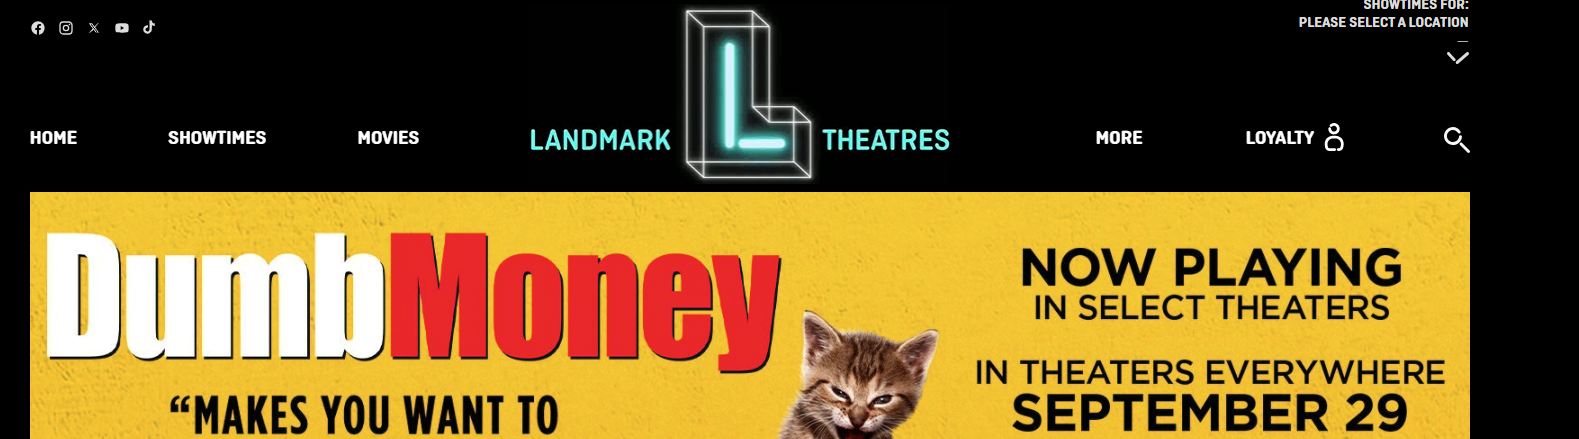 SHOWTIMES FOR:
PLEASE SELECT A LOCATION
HOME
SHOWTIMES
MOVIES
LANDMARK L THEATRES
MORE
LOYALTY
DumbMoney
NOW PLAYING
IN SELECT THEATERS
IN THEATERS EVERYWHERE
SEPTEMBER 29
“MAKES YOU WANT TO